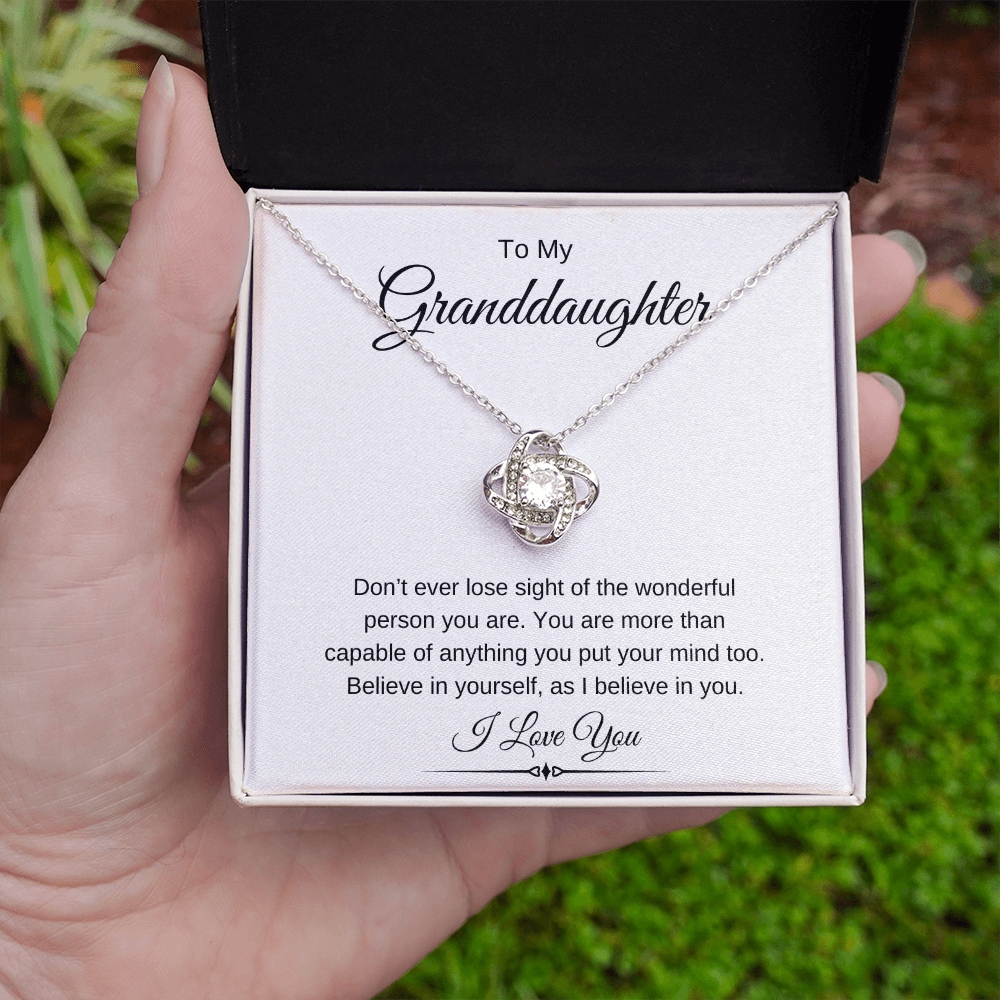 To My
Granddaughter
Don’t ever lose sight of the wonderful
person you are. You are more than
capable of anything you put your mind too.
Believe in yourself, as I believe in you.
I Love You